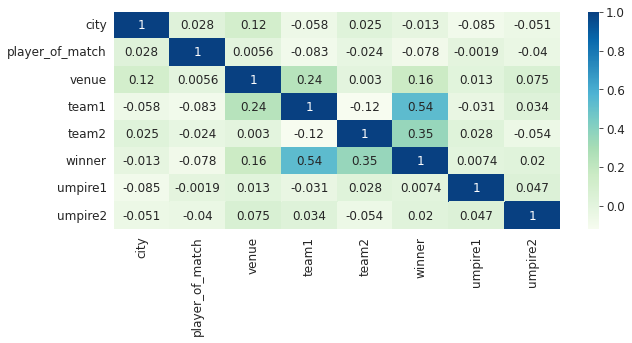 city 1 0.028 0.12 -0.058 0.025 -0.013 -0.085 -0.051 1.0
player_of_match 0.028 1 0.0056 -0.083 -0.024 -0.078 -0.0019 -0.04
venue 0.12 0.0056 1 0.24 0.003 0.16 0.013 0.075 0.8
team1 -0.058 -0.083 0.24 1 -0.12 0.54 -0.031 0.034 0.6
team2 0.025 -0.024 0.003 -0.12 1 0.35 0.028 -0.054 0.4
winner -0.013 -0.078 0.16 0.54 0.35 1 0.0074 0.02 0.2
umpire1 -0.085 -0.0019 0.013 -0.031 0.028 0.0074 1 0.047
umpire2 -0.051 -0.04 0.075 0.034 -0.054 0.02 0.047 1 0.0
city player_of_match venue team1 team2 winner umpire1 umpire2